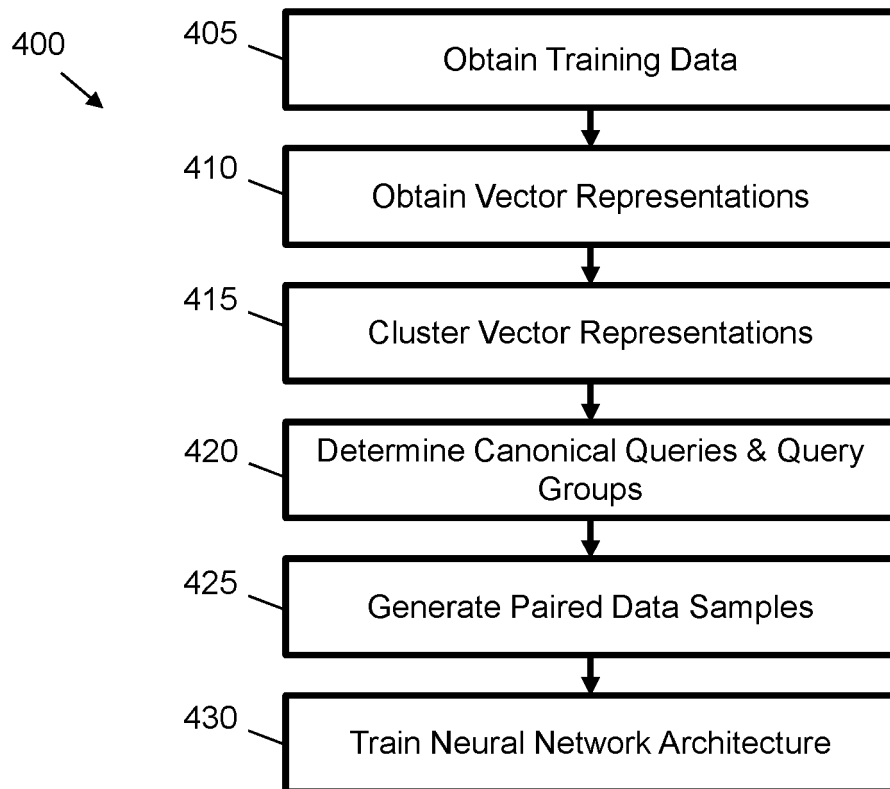 400
405
Obtain Training Data
410
Obtain Vector Representations
415
Cluster Vector Representations
420
Determine Canonical Queries & Query
Groups
425
Generate Paired Data Samples
430
Train Neural Network Architecture